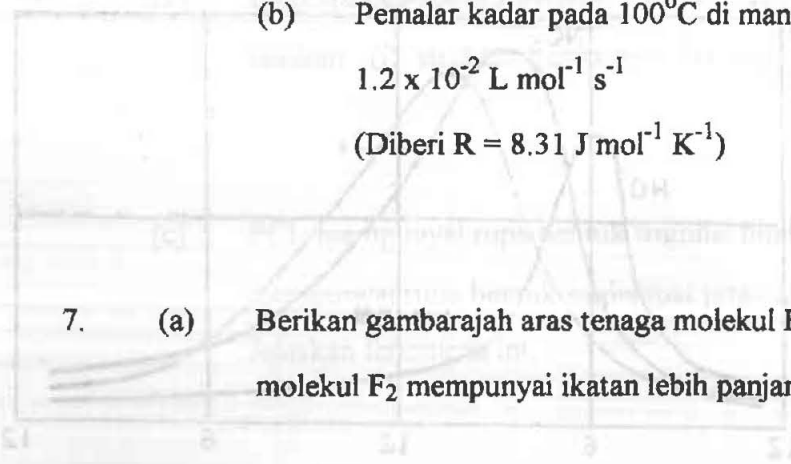 (b) Pemalar kadar pada 100°C di man
1.2 x 10⁻² L mol⁻¹ s⁻¹
(Diberi R = 8.31 J mol⁻¹ K⁻¹)
7. (a) Berikan gambarajah aras tenaga molekul
molekul F₂ mempunyai ikatan lebih panjan